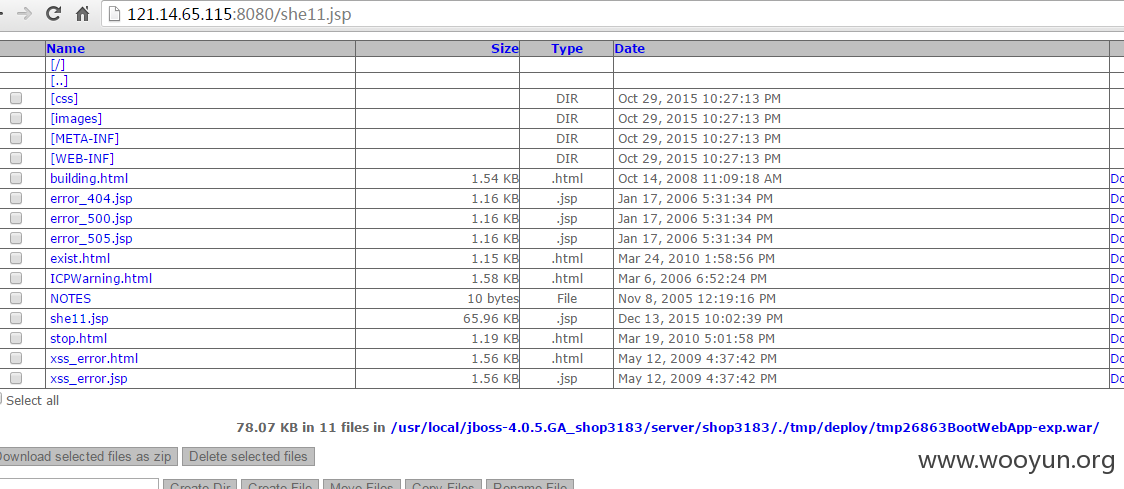 121.14.65.115:8080/she11.jsp
Name Size Type Date
[/]
[..]
[css] DIR Oct 29, 2015 10:27:13 PM
[images] DIR Oct 29, 2015 10:27:13 PM
[META-INF] DIR Oct 29, 2015 10:27:13 PM
[WEB-INF] DIR Oct 29, 2015 10:27:13 PM
building.html 1.54 KB .html Oct 14, 2008 11:09:18 AM Do
error_404.jsp 1.16 KB .jsp Jan 17, 2006 5:31:34 PM Do
error_500.jsp 1.16 KB .jsp Jan 17, 2006 5:31:34 PM Do
error_505.jsp 1.16 KB .jsp Jan 17, 2006 5:31:34 PM Do
exist.html 1.15 KB .html Mar 24, 2010 1:58:56 PM Do
ICPWarning.html 1.58 KB .html Mar 6, 2006 6:52:24 PM Do
NOTES 10 bytes File Nov 8, 2005 12:19:16 PM Do
she11.jsp 65.96 KB .jsp Dec 13, 2015 10:02:39 PM Do
stop.html 1.19 KB .html Mar 19, 2010 5:01:58 PM Do
xss_error.html 1.56 KB .html May 12, 2009 4:37:42 PM Do
xss_error.jsp 1.56 KB .jsp May 12, 2009 4:37:42 PM Do
Select all
78.07 KB in 11 files in /usr/local/jboss-4.0.5.GA_shop3183/server/shop3183/./tmp/deploy/tmp26863BootWebApp-exp.war/
Download selected files as zip Delete selected files
www.wooyun.org
Create Dir Create File Move Files Copy Files Rename File